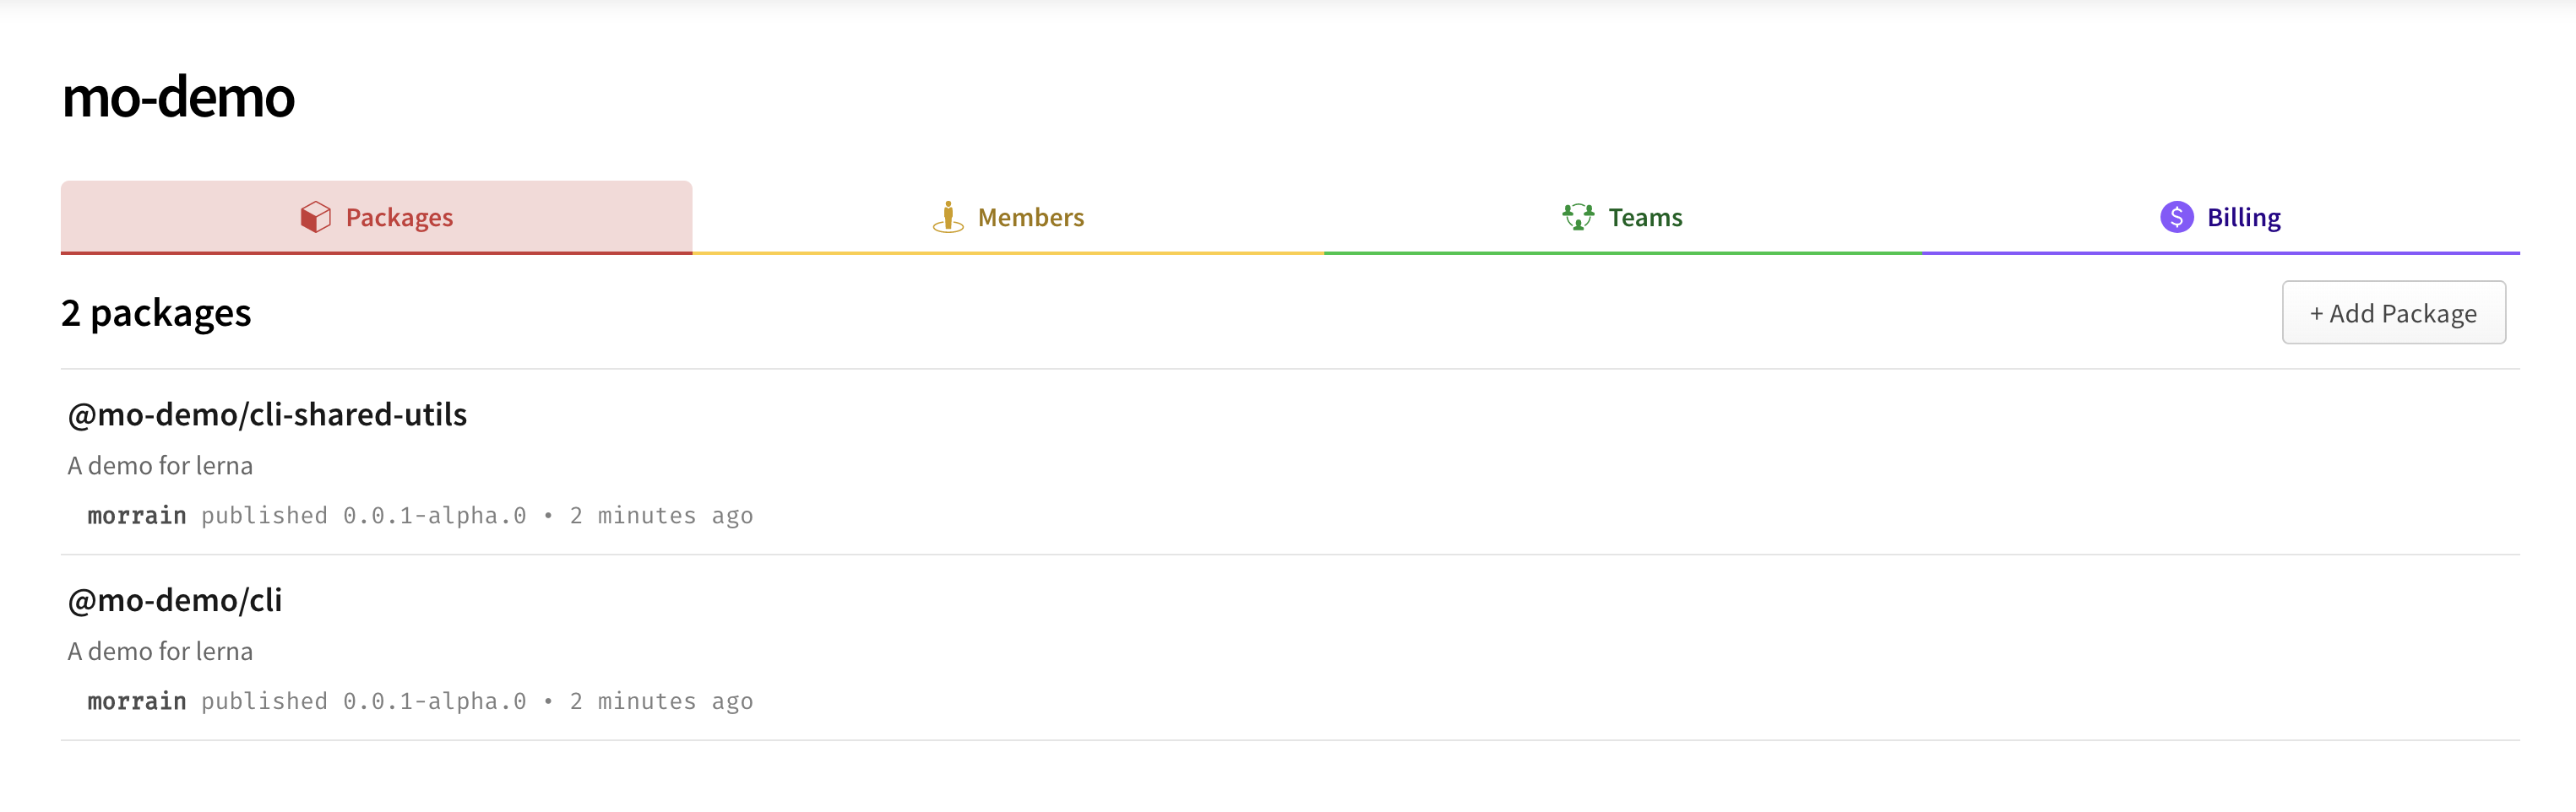 mo-demo
Packages
Members
Teams
$ Billing
2 packages
+ Add Package
@mo-demo/cli-shared-utils
A demo for lerna
morrain published 0.0.1-alpha.0 • 2 minutes ago
@mo-demo/cli
A demo for lerna
morrain published 0.0.1-alpha.0 • 2 minutes ago